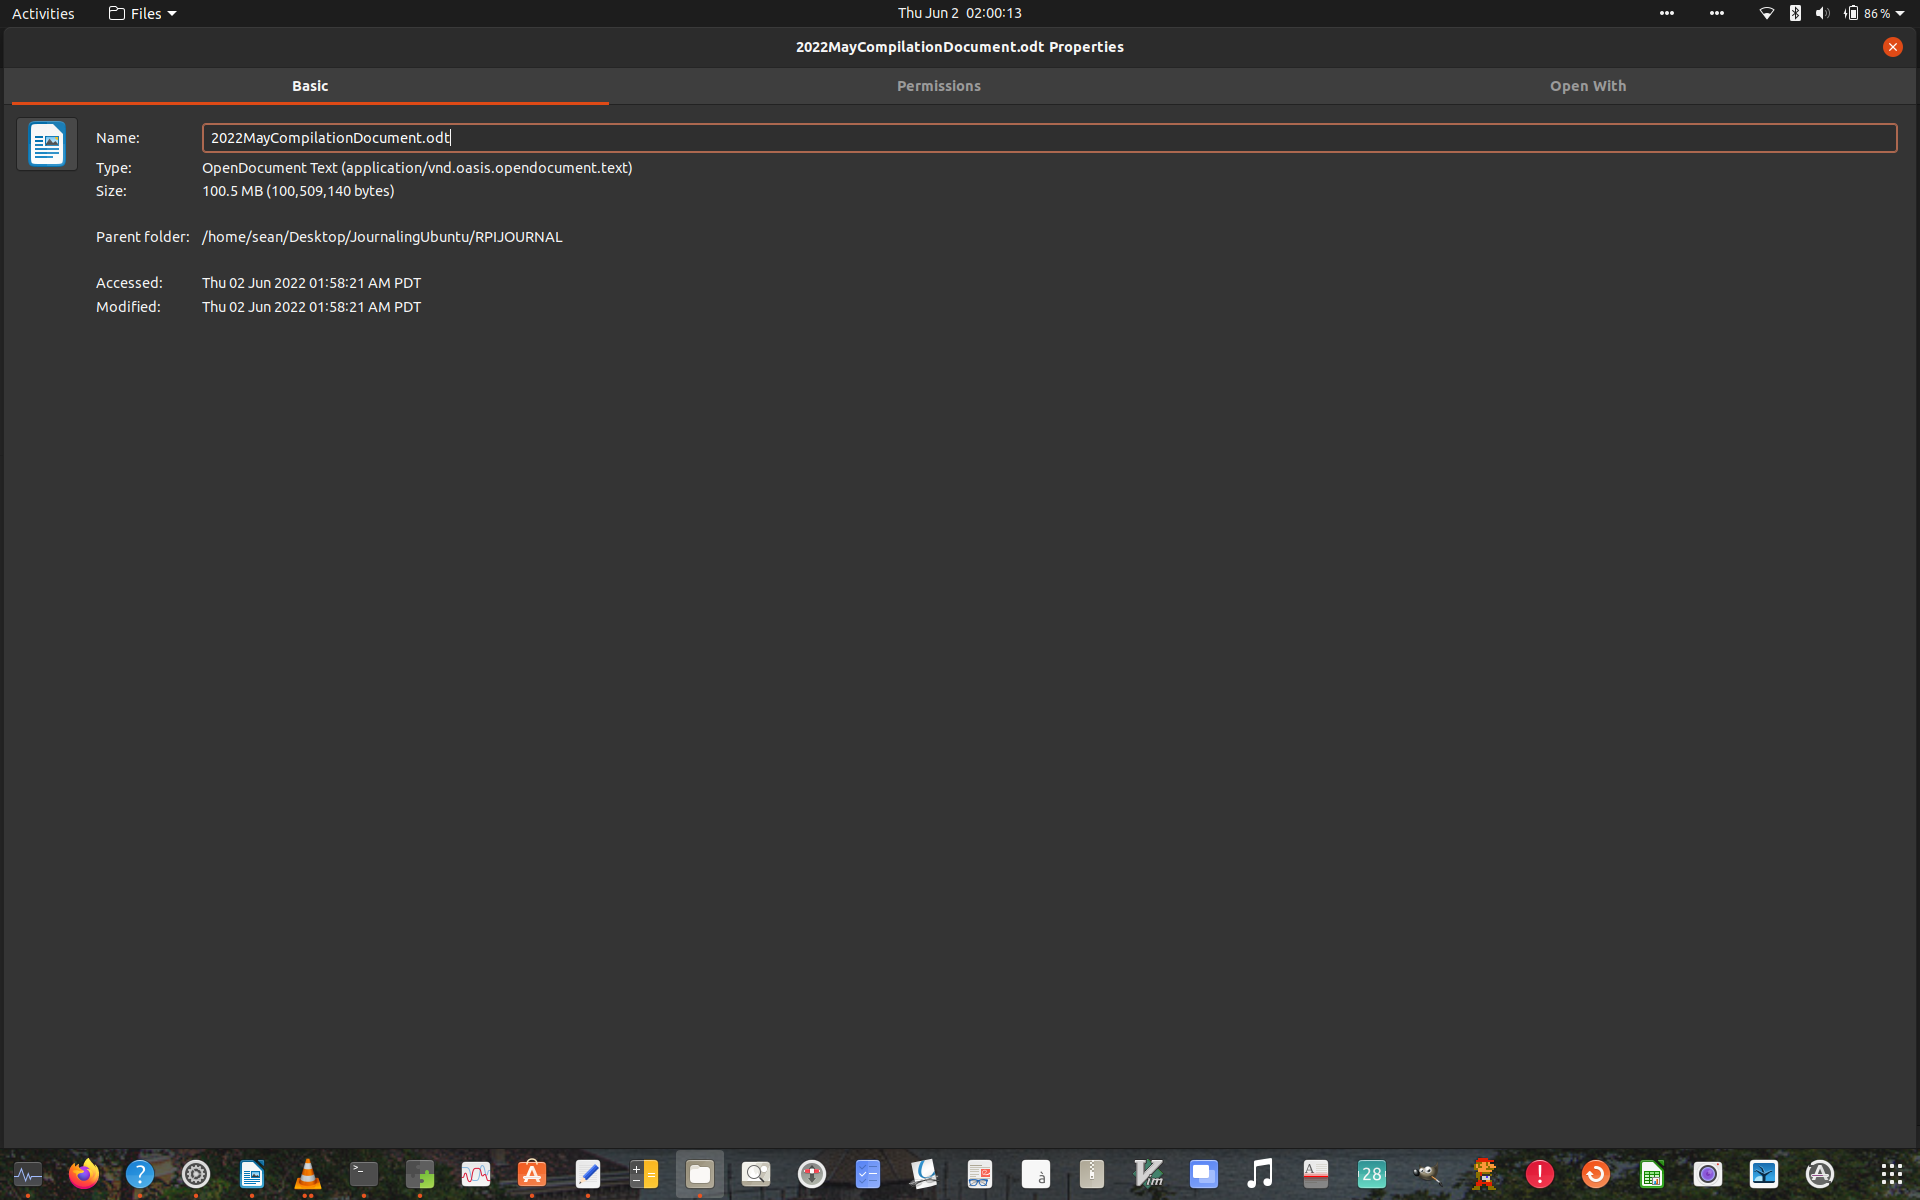 Activities Files Thu Jun 2 02:00:13 86 %
2022MayCompilationDocument.odt Properties
Basic Permissions Open With
Name: 2022MayCompilationDocument.odt
Type: OpenDocument Text (application/vnd.oasis.opendocument.text)
Size: 100.5 MB (100,509,140 bytes)
Parent folder: /home/sean/Desktop/JournalingUbuntu/RPIJOURNAL
Accessed: Thu 02 Jun 2022 01:58:21 AM PDT
Modified: Thu 02 Jun 2022 01:58:21 AM PDT
? >_ à Vim A 28 !